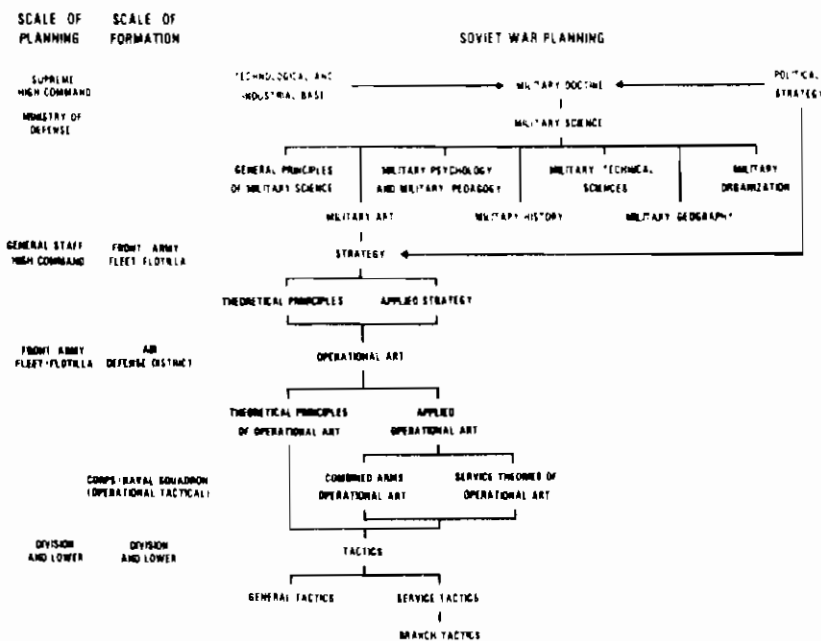 SCALE OF
PLANNING
SCALE OF
FORMATION
SOVIET WAR PLANNING
SUPREME
HIGH COMMAND
TECHNOLOGICAL AND
INDUSTRIAL BASE
MILITARY DOCTINE
POLITICAL
STRATEGY
MINISTRY OF
DEFENSE
MILITARY SCIENCE
GENERAL PRINCIPLES
OF MILITARY SCIENCE
MILITARY PSYCHOLOGY
AND MILITARY PEDAGOGY
MILITARY TECHNICAL
SCIENCES
MILITARY
ORGANIZATION
MILITARY ART
MILITARY HISTORY
MILITARY GEOGRAPHY
GENERAL STAFF
HIGH COMMAND
FRONT ARMY
FLEET FLOTILLA
STRATEGY
THEORETICAL PRINCIPLES
APPLIED STRATEGY
FRONT ARMY
FLEET-FLOTILLA
AIR
DEFENSE DISTRICT
OPERATIONAL ART
THEORETICAL PRINCIPLES
OF OPERATIONAL ART
APPLIED
OPERATIONAL ART
CORPS/NAVAL SQUADRON
(OPERATIONAL TACTICAL)
COMBINED ARMS
OPERATIONAL ART
SERVICE THEORIES OF
OPERATIONAL ART
DIVISION
AND LOWER
DIVISION
AND LOWER
TACTICS
GENERAL TACTICS
SERVICE TACTICS
BRANCH TACTICS